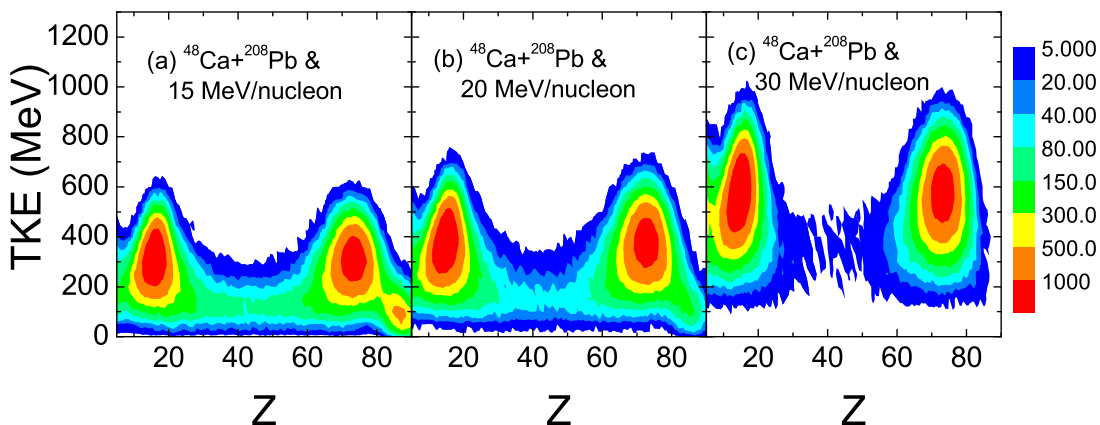 (a) ⁴⁸Ca+²⁰⁸Pb &
15 MeV/nucleon
(b) ⁴⁸Ca+²⁰⁸Pb &
20 MeV/nucleon
(c) ⁴⁸Ca+²⁰⁸Pb &
30 MeV/nucleon
TKE (MeV)
1200
1000
800
600
400
200
0
20 40 60 80
20 40 60 80
20 40 60 80
Z
Z
Z
5.000
20.00
40.00
80.00
150.0
300.0
500.0
1000